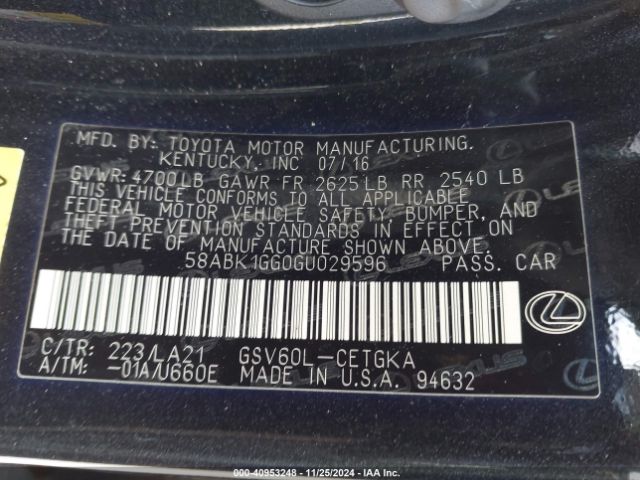 MFD. BY: TOYOTA MOTOR MANUFACTURING.
KENTUCKY, INC 07/16
GVWR: 4700LB GAWR FR 2625LB RR 2540 LB
THIS VEHICLE CONFORMS TO ALL APPLICABLE
FEDERAL MOTOR VEHICLE SAFETY, BUMPER, AND
THEFT PREVENTION STANDARDS IN EFFECT ON
THE DATE OF MANUFACTURE SHOWN ABOVE.
58ABK1GG0GU029596 PASS. CAR
C/TR: 223/LA21 GSV60L-CETGKA
A/TM: -01A/U660E MADE IN U.S.A. 94632
000-40953248 - 11/25/2024 - IAA Inc.